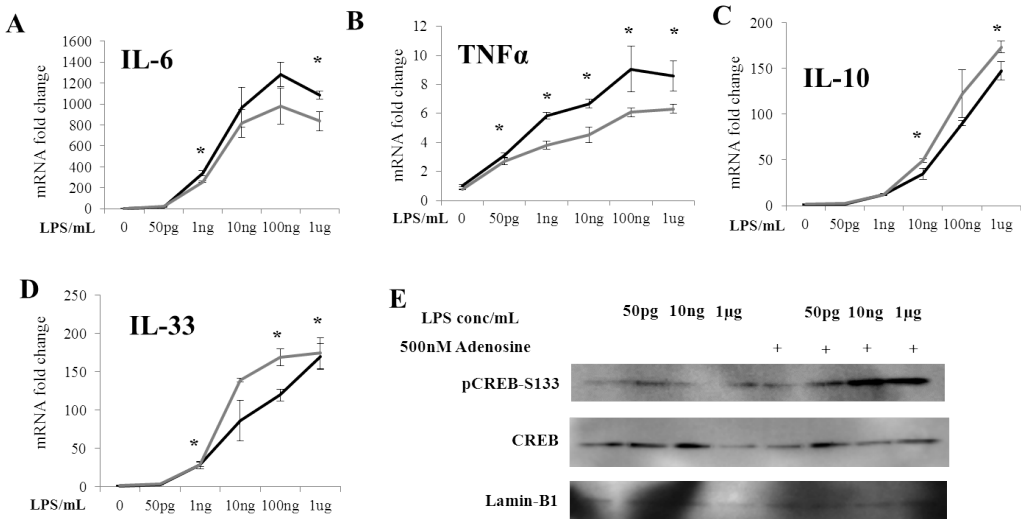 A
IL-6
mRNA fold change
1600
1400
1200
1000
800
600
400
200
0
*
*
LPS/mL 0 50pg 1ng 10ng 100ng 1ug
B
TNFα
mRNA fold change
12
10
8
6
4
2
0
* * * * *
LPS/mL 0 50pg 1ng 10ng 100ng 1ug
C
IL-10
mRNA fold change
200
150
100
50
0
*
*
LPS/mL 0 50pg 1ng 10ng 100ng 1ug
D
IL-33
mRNA fold change
250
200
150
100
50
0
* * *
LPS/mL 0 50pg 1ng 10ng 100ng 1ug
E
LPS conc/mL 50pg 10ng 1µg 50pg 10ng 1µg
500nM Adenosine + + + +
pCREB-S133
CREB
Lamin-B1